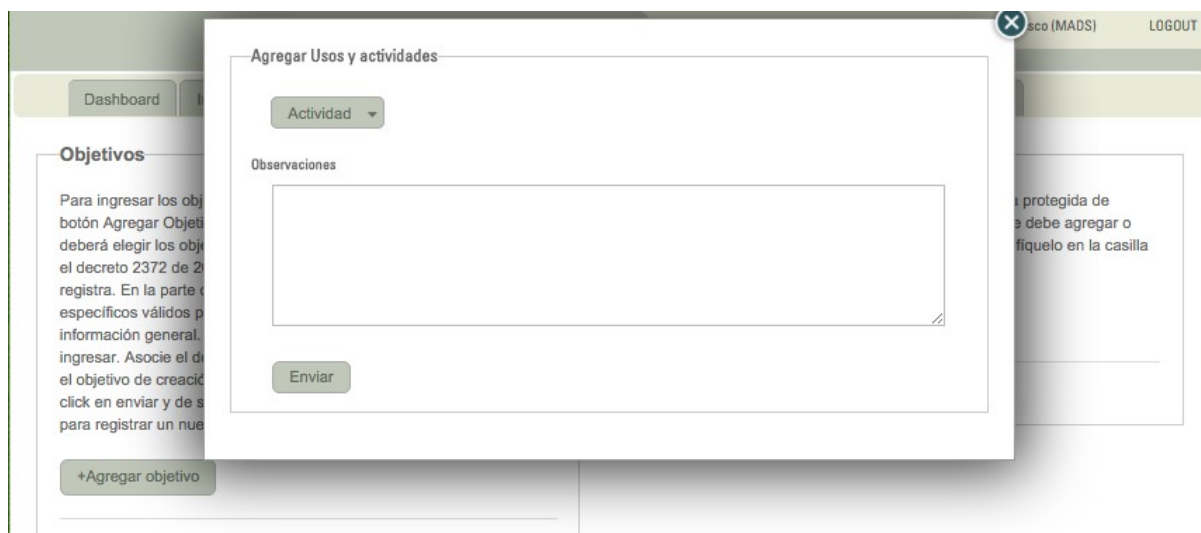 sco (MADS) LOGOUT
Agregar Usos y actividades
Dashboard
Actividad
Objetivos
Observaciones
Para ingresar los obj
botón Agregar Objeti
deberá elegir los obje
el decreto 2372 de 2
registra. En la parte
específicos válidos p
información general.
ingresar. Asocie el de
el objetivo de creació
click en enviar y de s
para registrar un nue
protegida de
debe agregar o
fíquelo en la casilla
Enviar
+Agregar objetivo